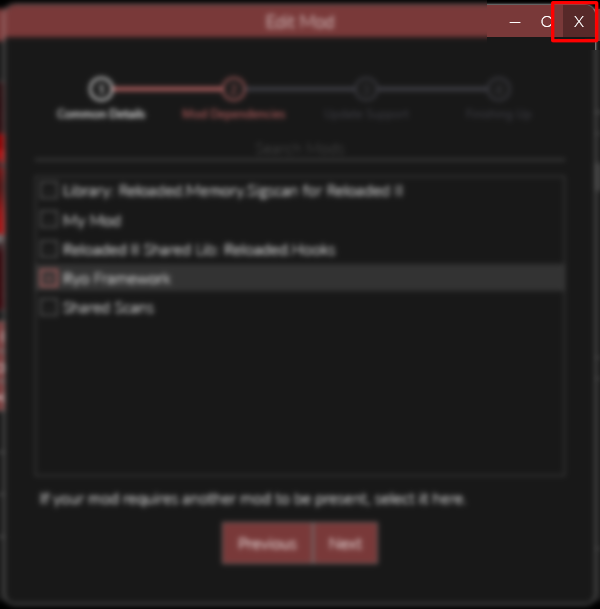 Edit Mod
X
1
2
Common Details
Mod Dependencies
Update Support
Finishing Up
Search Mods
Library: Reloaded.Memory.Sigscan for Reloaded II
My Mod
Reloaded II Shared Lib: Reloaded.Hooks
Ryo Framework
Shared Scans
If your mod requires another mod to be present, select it here.
Previous
Next